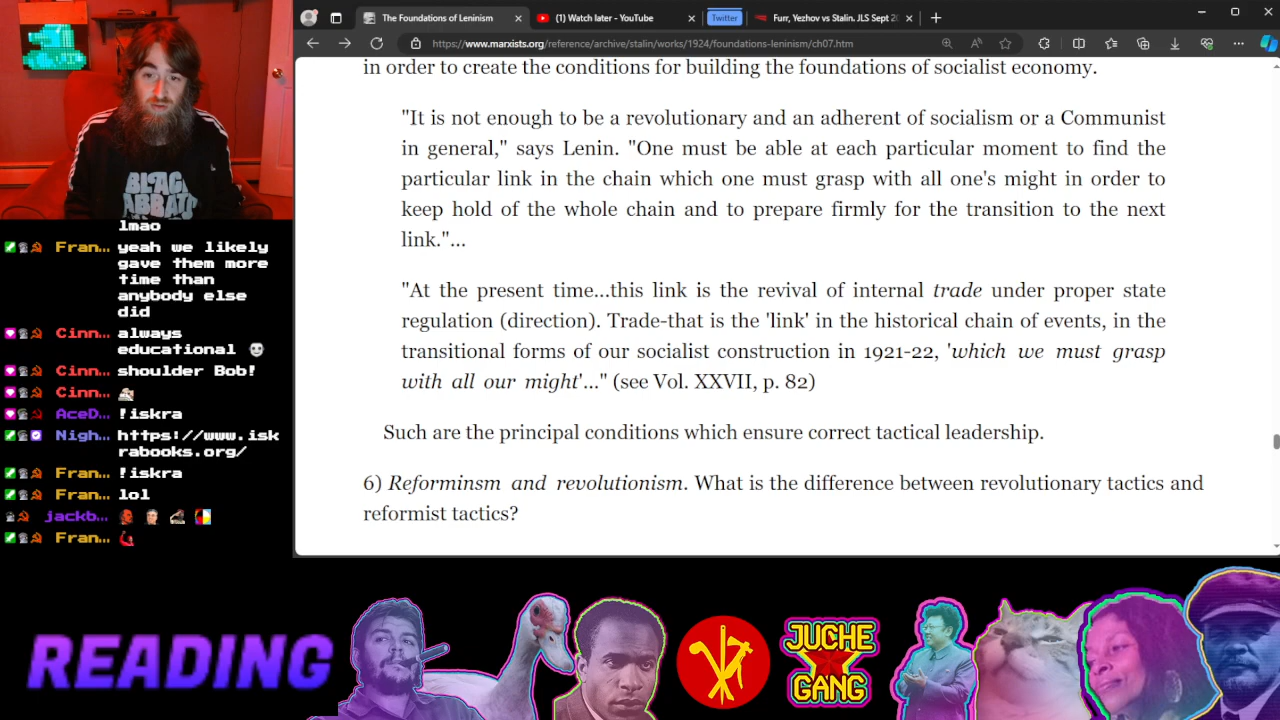 The Foundations of Leninism
(1) Watch later - YouTube
Twitter
Furr, Yezhov vs Stalin. JLS Sept 20
https://www.marxists.org/reference/archive/stalin/works/1924/foundations-leninism/ch07.htm
in order to create the conditions for building the foundations of socialist economy.
"It is not enough to be a revolutionary and an adherent of socialism or a Communist
in general," says Lenin. "One must be able at each particular moment to find the
particular link in the chain which one must grasp with all one's might in order to
keep hold of the whole chain and to prepare firmly for the transition to the next
link."...
"At the present time...this link is the revival of internal trade under proper state
regulation (direction). Trade-that is the 'link' in the historical chain of events, in the
transitional forms of our socialist construction in 1921-22, 'which we must grasp
with all our might'..." (see Vol. XXVII, p. 82)
Such are the principal conditions which ensure correct tactical leadership.
6) Reforminsm and revolutionism. What is the difference between revolutionary tactics and
reformist tactics?
BLACK
SABBATH
lmao
Fran... yeah we likely
gave them more
time than
anybody else
did
Cinn... always
educational
Cinn... shoulder Bob!
Cinn...
AceD... !iskra
Nigh... https://www.isk
rabooks.org/
Fran... !iskra
Fran... lol
jackb...
Fran...
READING
JUCHE
GANG